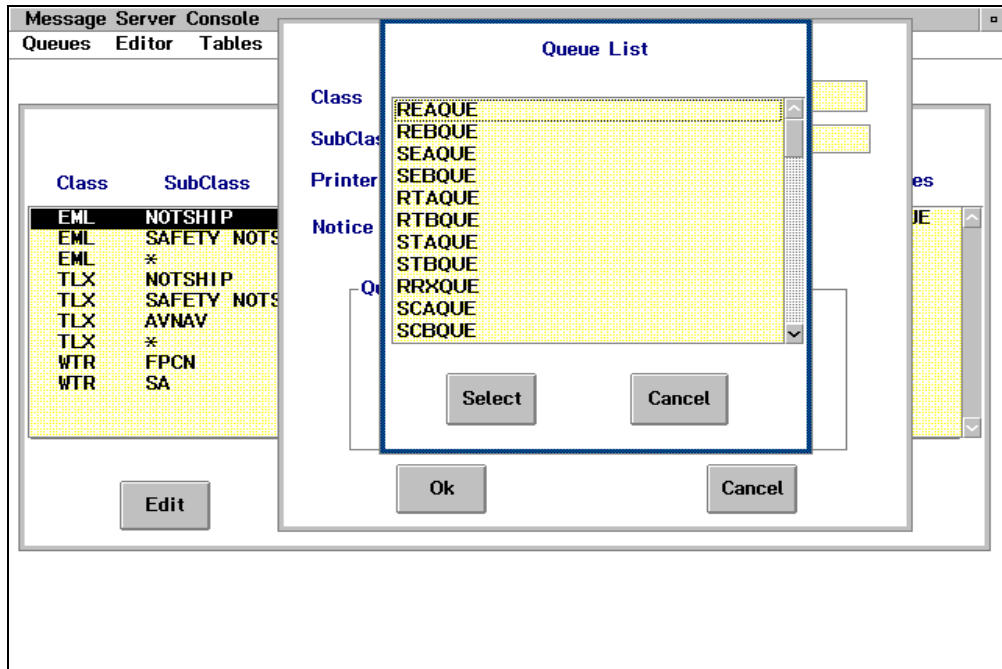 Message Server Console
Queues Editor Tables
Queue List
Class
SubClas
Printer
Notice
Qu
REAQUE
REBQUE
SEAQUE
SEBQUE
RTAQUE
RTBQUE
STAQUE
STBQUE
RRXQUE
SCAQUE
SCBQUE
Select Cancel
Ok Cancel
Class SubClass es
EML NOTSHIP UE
EML SAFETY NOTS
EML *
TLX NOTSHIP
TLX SAFETY NOTS
TLX AVNAV
TLX *
WTR FPCN
WTR SA
Edit